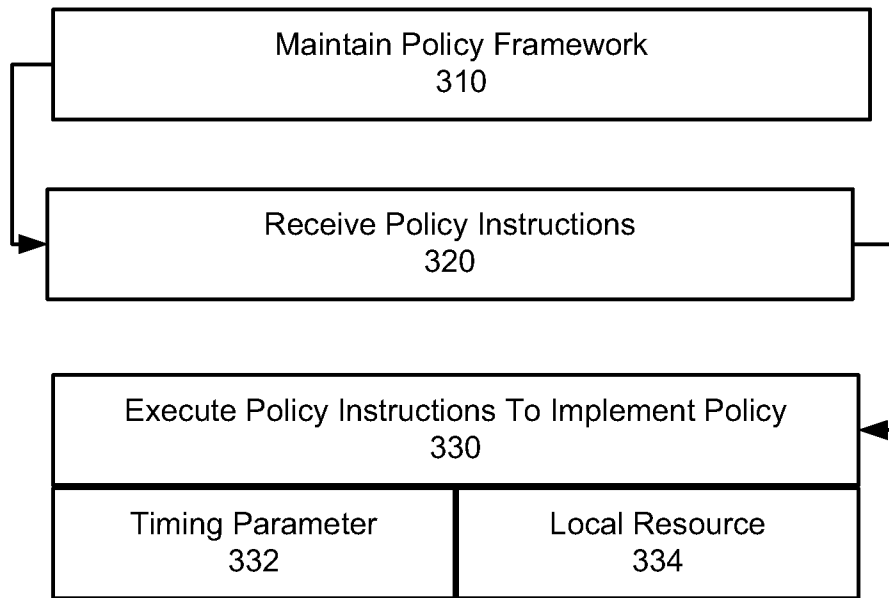 Maintain Policy Framework
310
Receive Policy Instructions
320
Execute Policy Instructions To Implement Policy
330
Timing Parameter
332
Local Resource
334